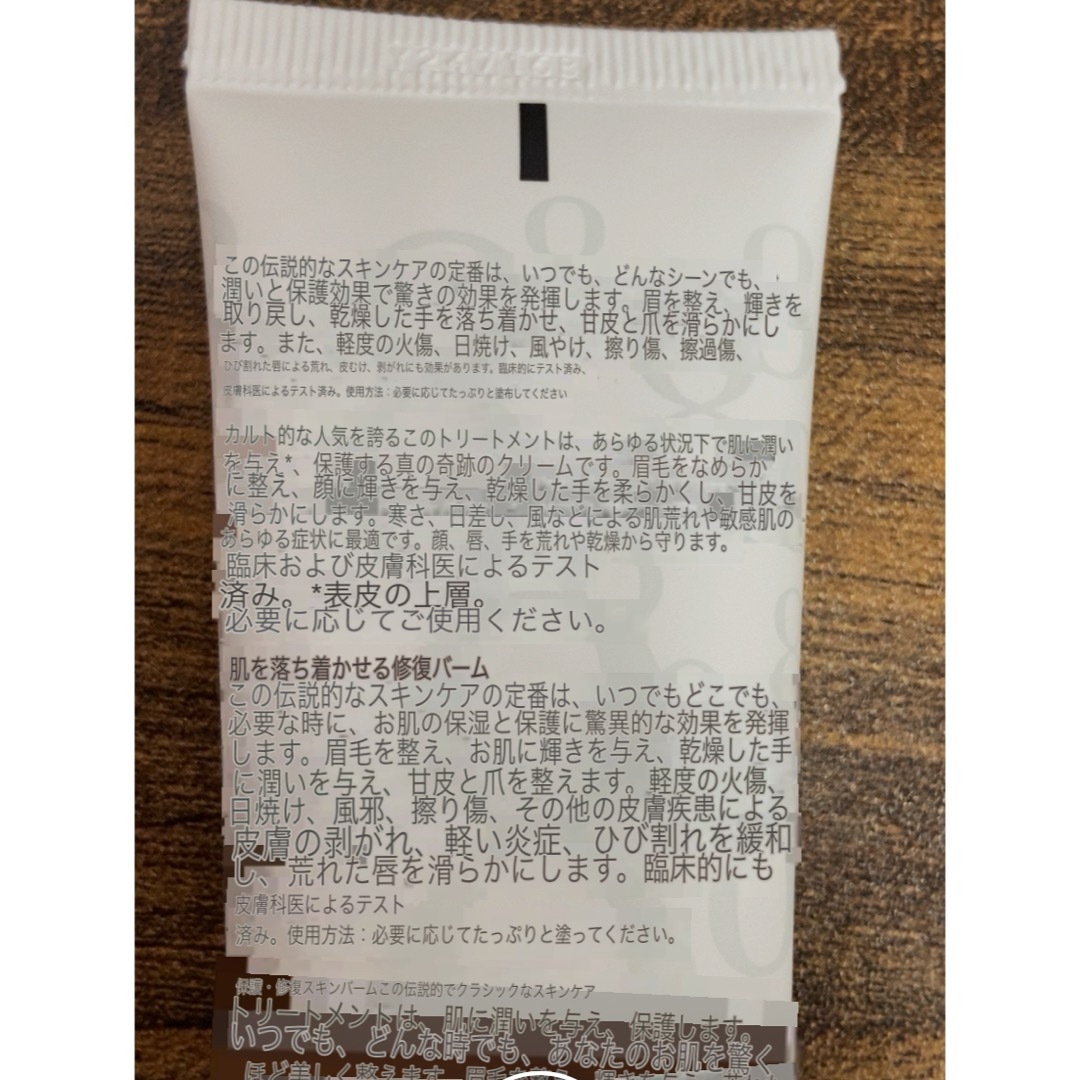 この伝説的なスキンケアの定番は、いつでも、どんなシーンでも、
潤いと保護効果で驚きの効果を発揮します。眉を整え、輝きを
取り戻し、乾燥した手を落ち着かせ、甘皮と爪を滑らかにし
ます。また、軽度の火傷、日焼け、風やけ、擦り傷、擦過傷、
ひび割れた唇による荒れ、皮むけ、剥がれにも効果があります。臨床的にテスト済み、
皮膚科医によるテスト済み。使用方法：必要に応じてたっぷりと塗布してください
カルト的な人気を誇るこのトリートメントは、あらゆる状況下で肌に潤い
を与え*、保護する真の奇跡のクリームです。眉毛をなめらか
に整え、顔に輝きを与え、乾燥した手を柔らかくし、甘皮を
滑らかにします。寒さ、日差し、風などによる肌荒れや敏感肌の
あらゆる症状に最適です。顔、唇、手を荒れや乾燥から守ります。
臨床および皮膚科医によるテスト
済み。*表皮の上層。
必要に応じてご使用ください。
肌を落ち着かせる修復バーム
この伝説的なスキンケアの定番は、いつでもどこでも、
必要な時に、お肌の保湿と保護に驚異的な効果を発揮
します。眉毛を整え、お肌に輝きを与え、乾燥した手
に潤いを与え、甘皮と爪を整えます。軽度の火傷、
日焼け、風邪、擦り傷、その他の皮膚疾患による
皮膚の剥がれ、軽い炎症、ひび割れを緩和
し、荒れた唇を滑らかにします。臨床的にも
皮膚科医によるテスト
済み。使用方法：必要に応じてたっぷりと塗ってください。
保護・修復スキンバームこの伝説的でクラシックなスキンケア
トリートメントは、肌に潤いを与え、保護します。
いつでも、どんな時でも、あなたのお肌を驚く
ほど美しく整えます。眉毛を整え、輝きを与え、